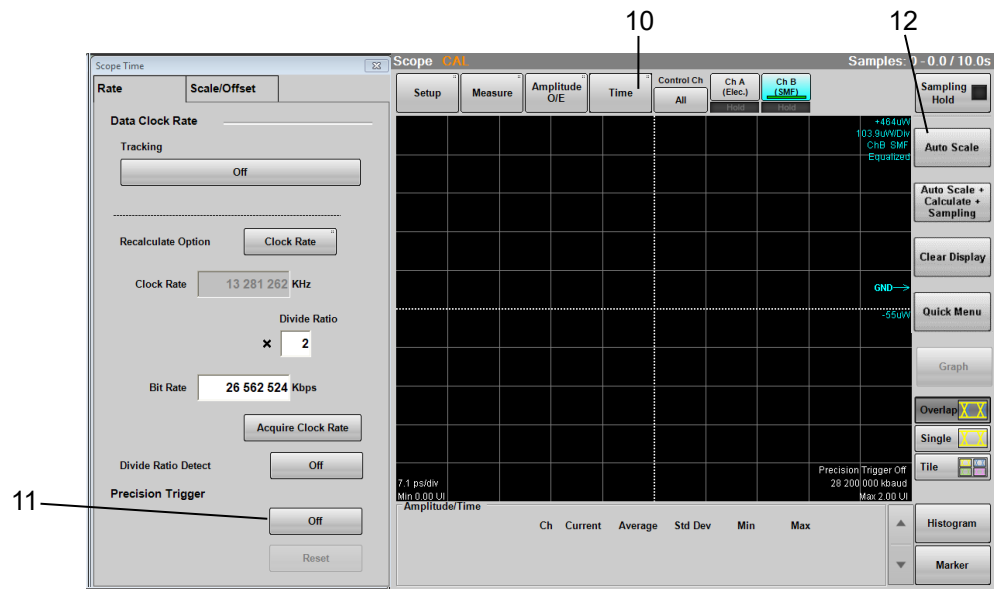 10
12
Scope Time
Scope CAL
Samples: 0 - 0.0 / 10.0s
Rate
Scale/Offset
Setup
Measure
Amplitude
O/E
Time
Control Ch
All
Ch A
(Elec.)
Hold
Ch B
(SMF)
Hold
Sampling
Hold
Data Clock Rate
Tracking
Off
Recalculate Option
Clock Rate
Clock Rate
13 281 262 KHz
Divide Ratio
× 2
Bit Rate
26 562 524 Kbps
Acquire Clock Rate
Divide Ratio Detect
Off
Precision Trigger
11
Off
Reset
+464uW
103.9uW/Div
ChB SMF
Equalized
GND
-55uW
Precision Trigger Off
7.1 ps/div
28 200 000 kbaud
Min 0.00 UI
Max 2.00 UI
Amplitude/Time
Ch Current Average Std Dev Min Max
Auto Scale
Auto Scale +
Calculate +
Sampling
Clear Display
Quick Menu
Graph
Overlap
Single
Tile
Histogram
Marker